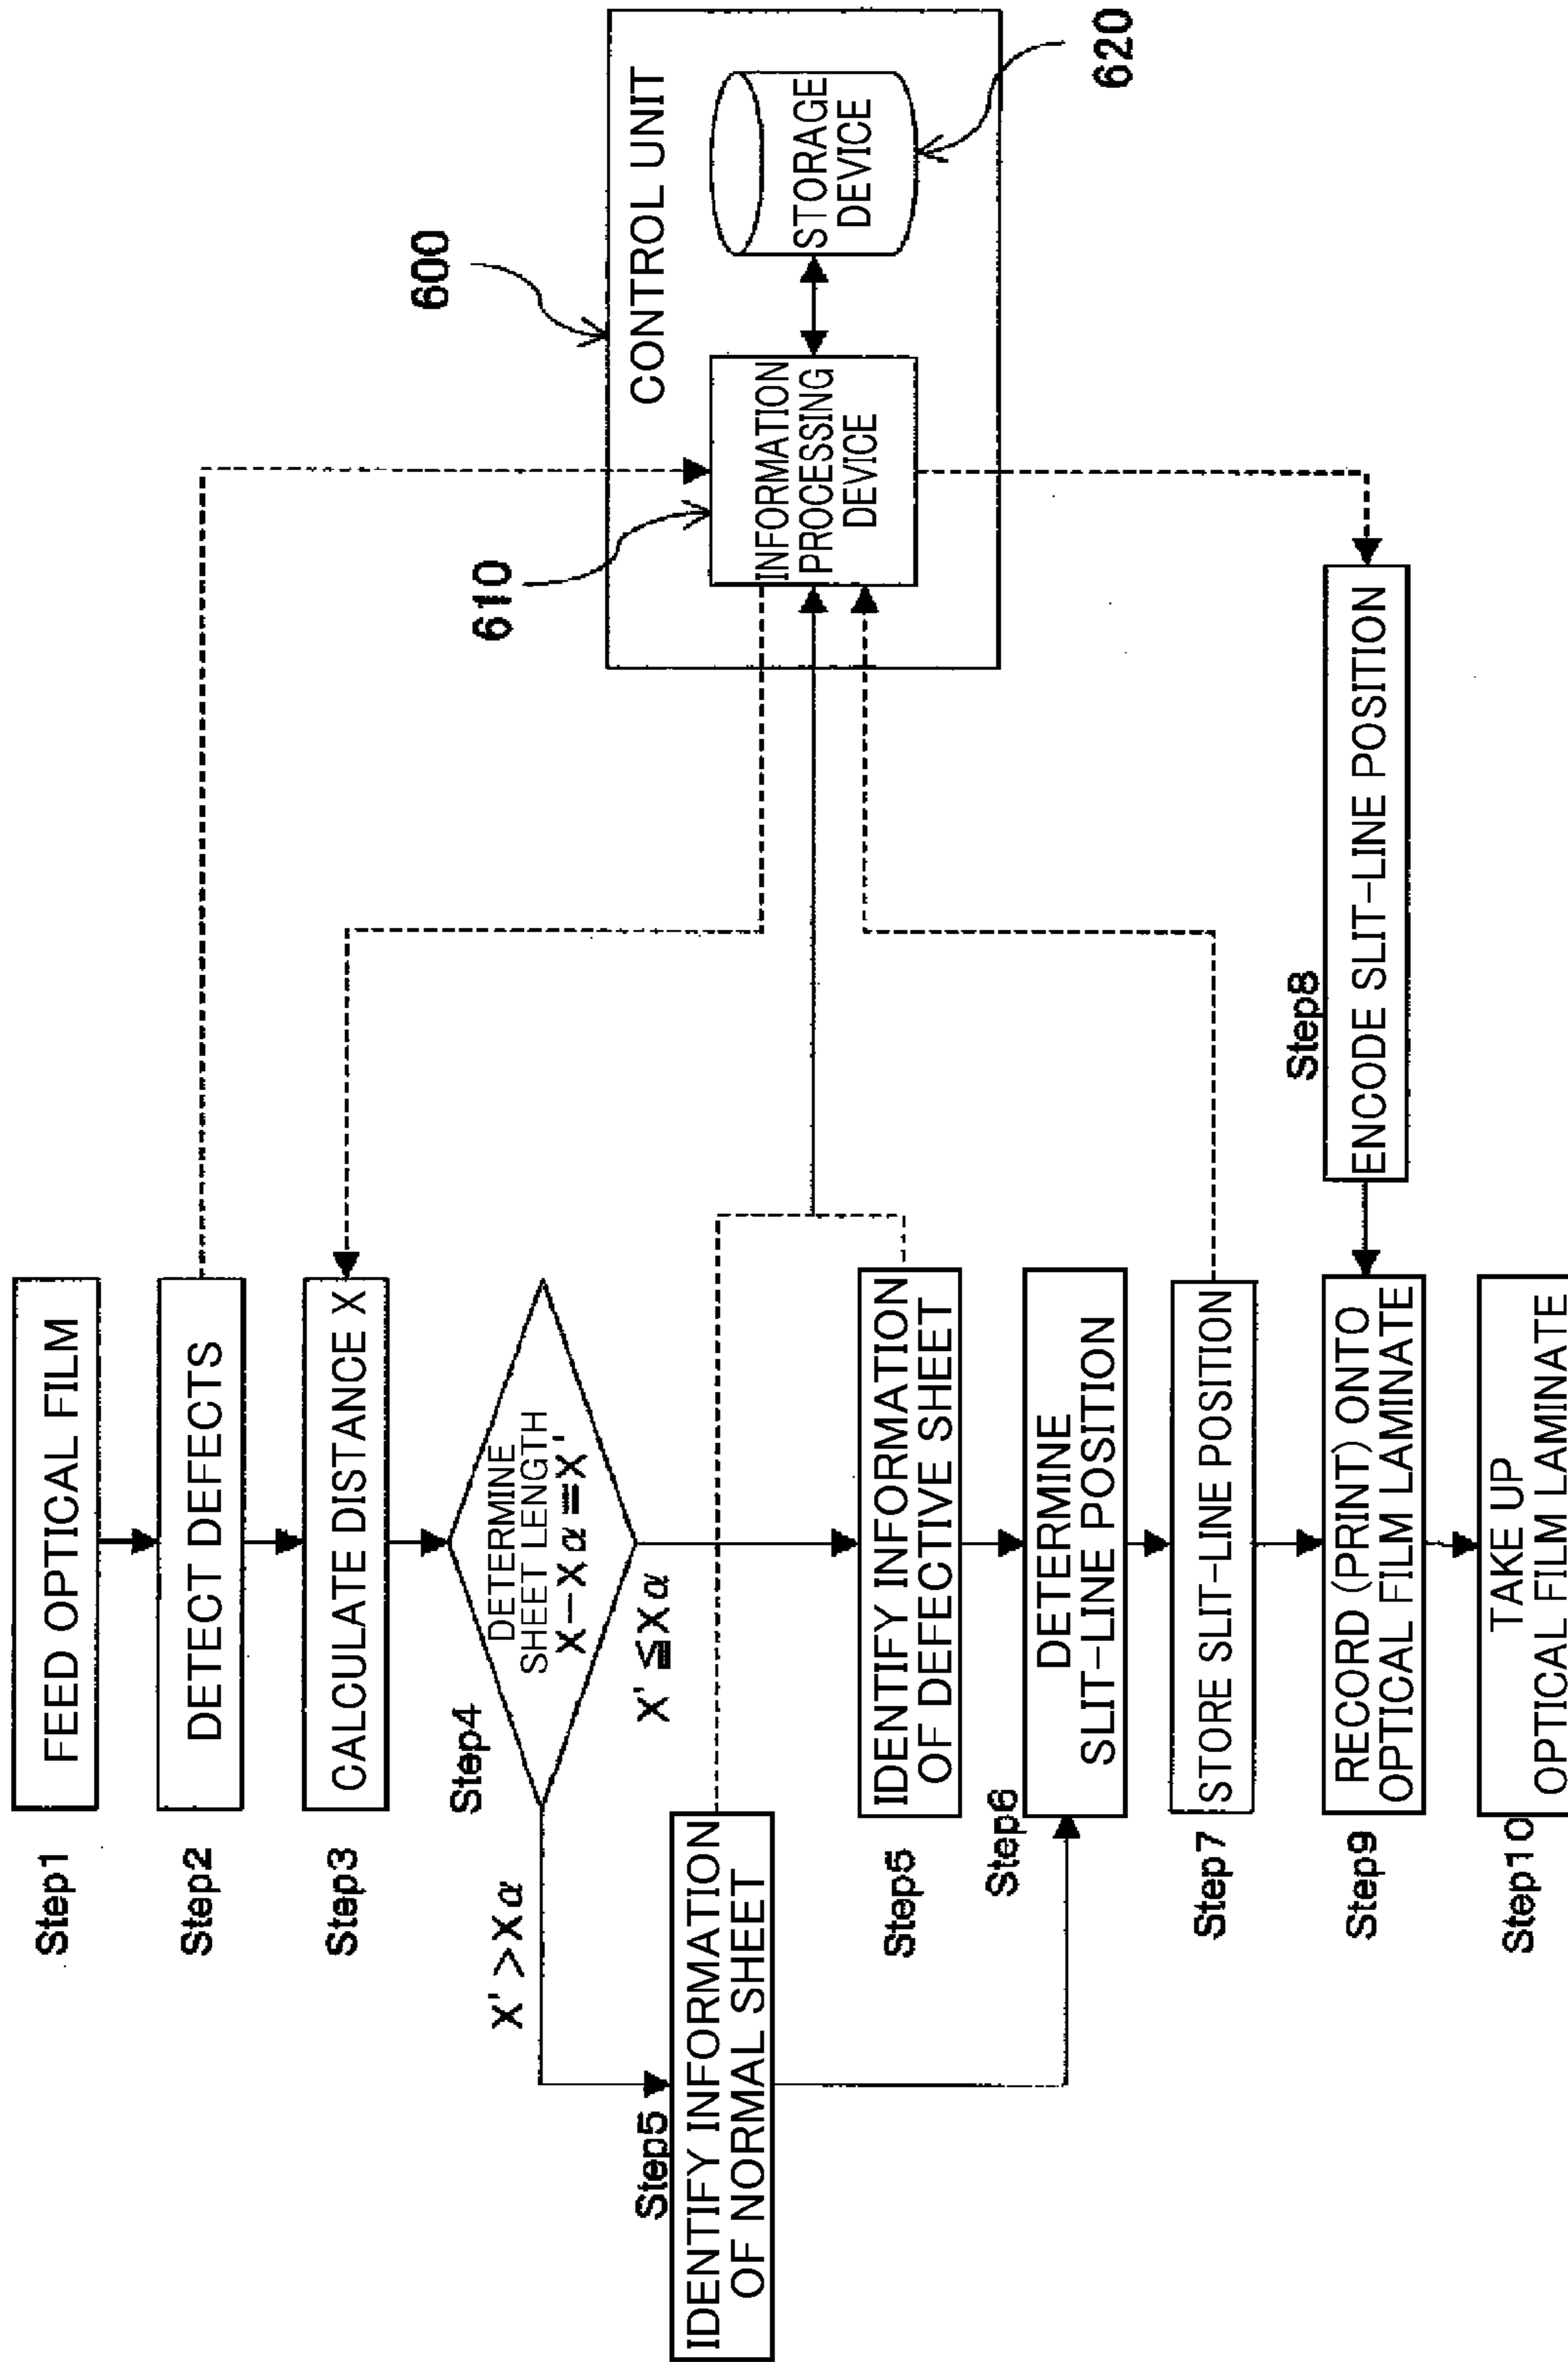 Step1
FEED OPTICAL FILM
Step2
DETECT DEFECTS
Step3
CALCULATE DISTANCE X
Step4
DETERMINE
SHEET LENGTH
X－Xα＝X'
X'＞Xα
X'≦Xα
Step5
IDENTIFY INFORMATION
OF NORMAL SHEET
Step5
IDENTIFY INFORMATION
OF DEFECTIVE SHEET
Step6
DETERMINE
SLIT-LINE POSITION
Step7
STORE SLIT-LINE POSITION
Step8
ENCODE SLIT-LINE POSITION
Step9
RECORD (PRINT) ONTO
OPTICAL FILM LAMINATE
Step10
TAKE UP
OPTICAL FILM LAMINATE
600
CONTROL UNIT
610
INFORMATION
PROCESSING
DEVICE
STORAGE
DEVICE
620